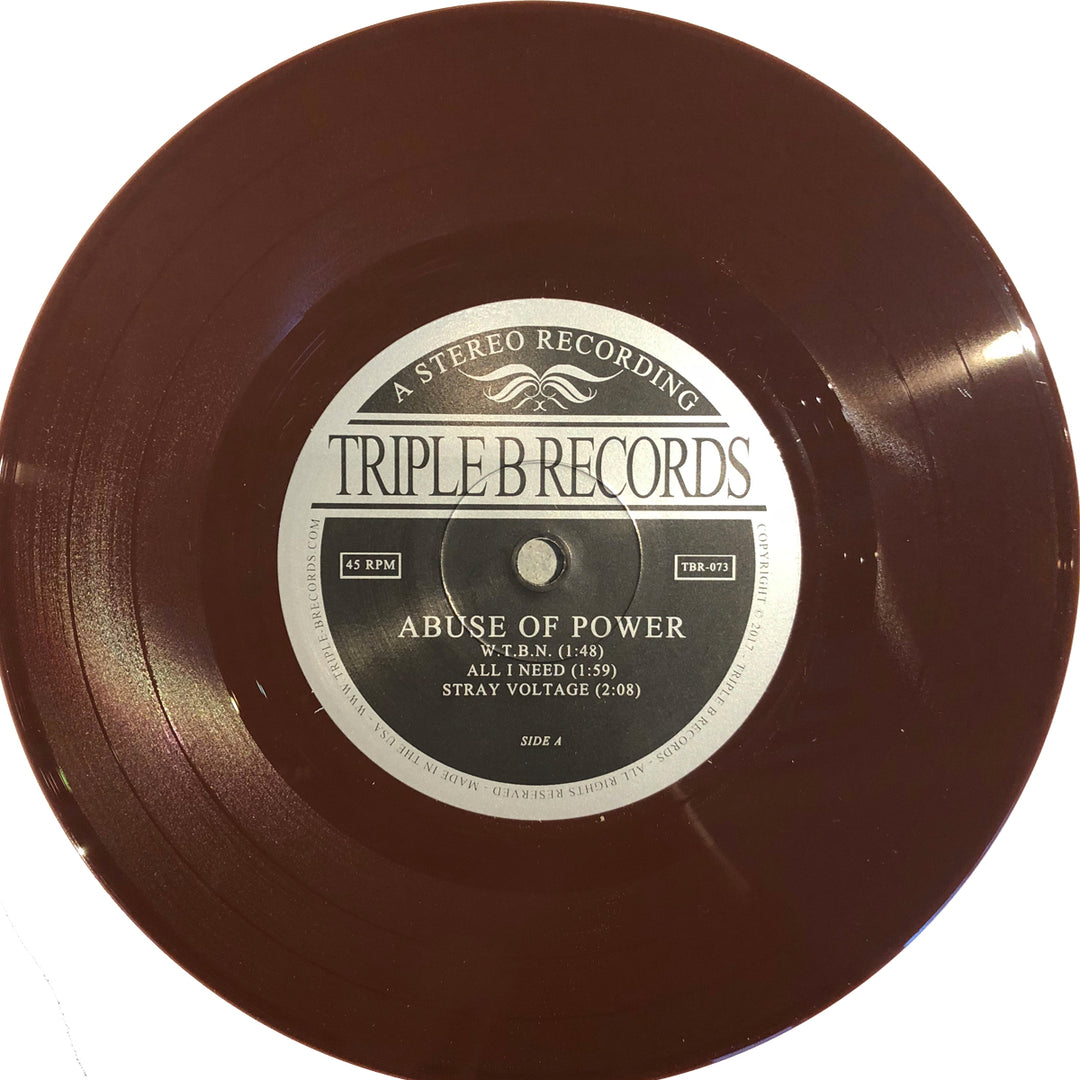 A STEREO RECORDING
TRIPLE B RECORDS
45 RPM
TBR-073
ABUSE OF POWER
W.T.B.N. (1:48)
ALL I NEED (1:59)
STRAY VOLTAGE (2:08)
SIDE A
COPYRIGHT © 2017 - TRIPLE B RECORDS - ALL RIGHTS RESERVED - MADE IN THE USA - WWW.TRIPLE-BRECORDS.COM